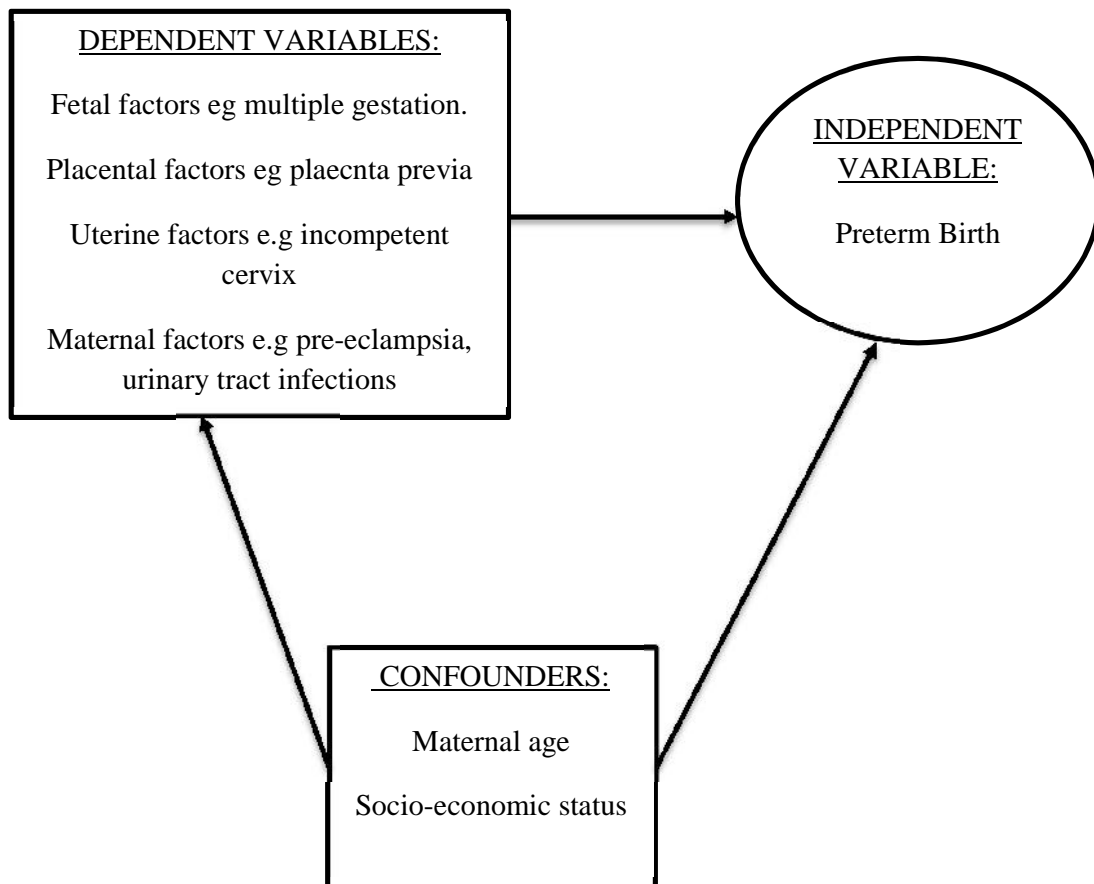 DEPENDENT VARIABLES:
Fetal factors eg multiple gestation.
Placental factors eg plaecnta previa
Uterine factors e.g incompetent
cervix
Maternal factors e.g pre-eclampsia,
urinary tract infections
INDEPENDENT
VARIABLE:
Preterm Birth
CONFOUNDERS:
Maternal age
Socio-economic status